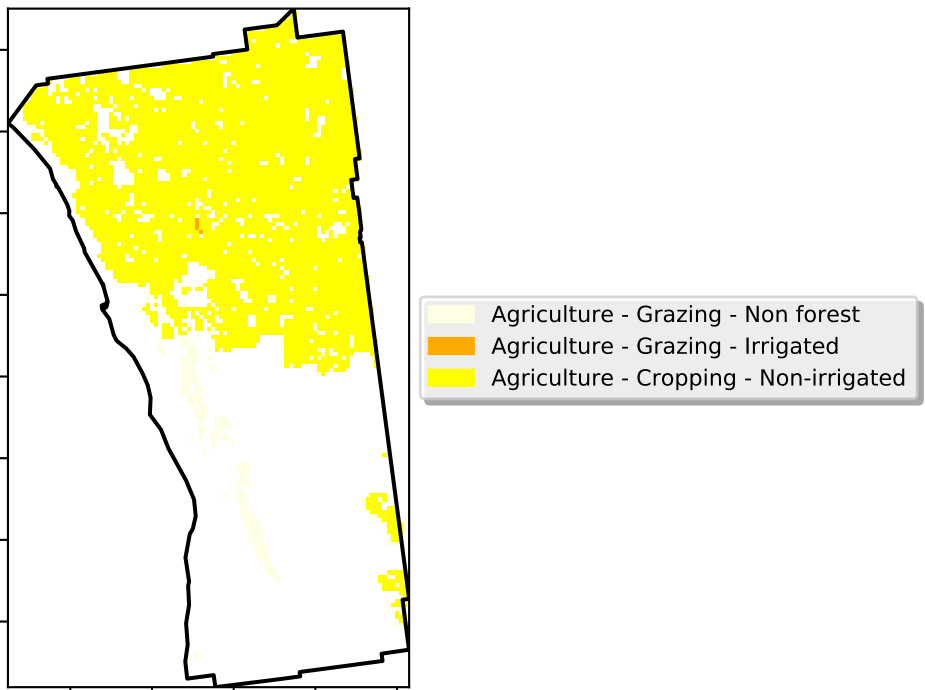 Agriculture - Grazing - Non forest
Agriculture - Grazing - Irrigated
Agriculture - Cropping - Non-irrigated